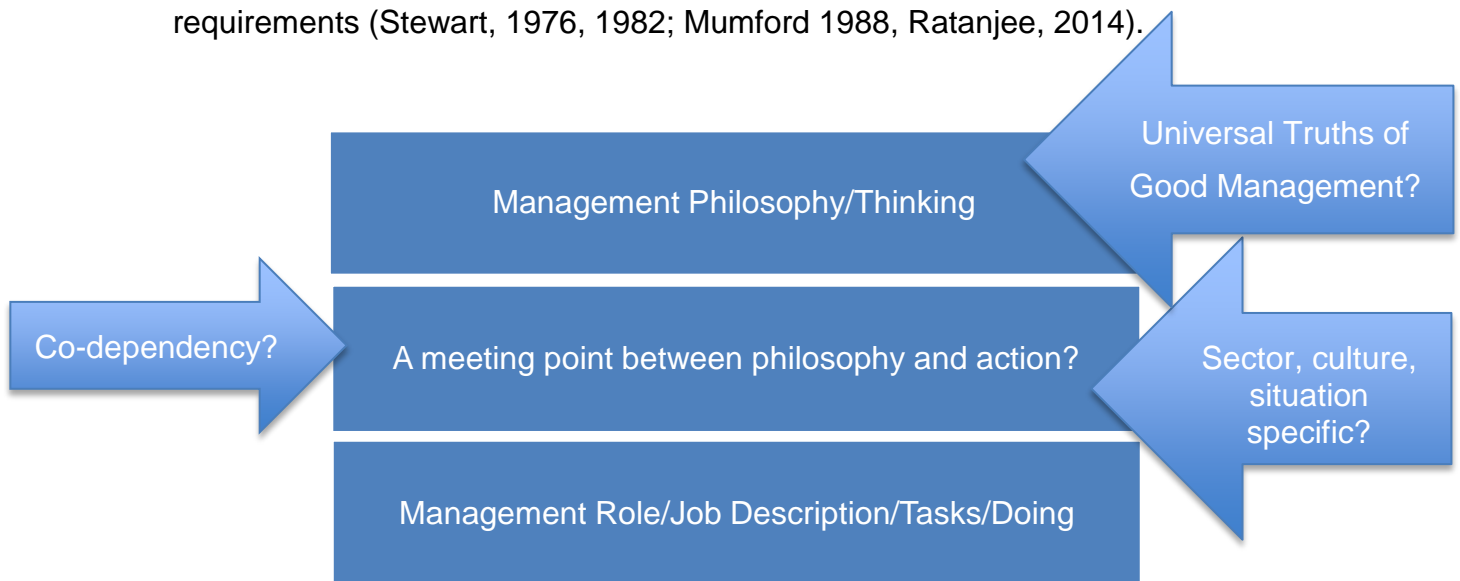 requirements (Stewart, 1976, 1982; Mumford 1988, Ratanjee, 2014).
Universal Truths of
Good Management?
Management Philosophy/Thinking
Co-dependency?
A meeting point between philosophy and action?
Sector, culture,
situation
specific?
Management Role/Job Description/Tasks/Doing